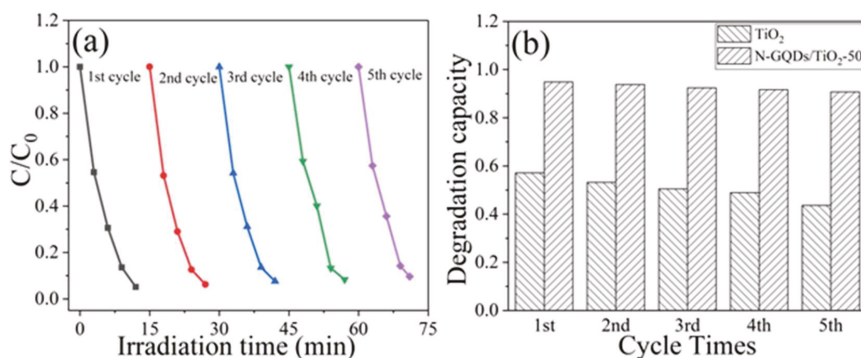 (a)
C/C0
1.2
1.0
0.8
0.6
0.4
0.2
0.0
1st cycle
2nd cycle
3rd cycle
4th cycle
5th cycle
0 15 30 45 60 75
Irradiation time (min)
(b)
Degradation capacity
1.2
1.0
0.8
0.6
0.4
0.2
0.0
TiO2
N-GQDs/TiO2-50
1st 2nd 3rd 4th 5th
Cycle Times